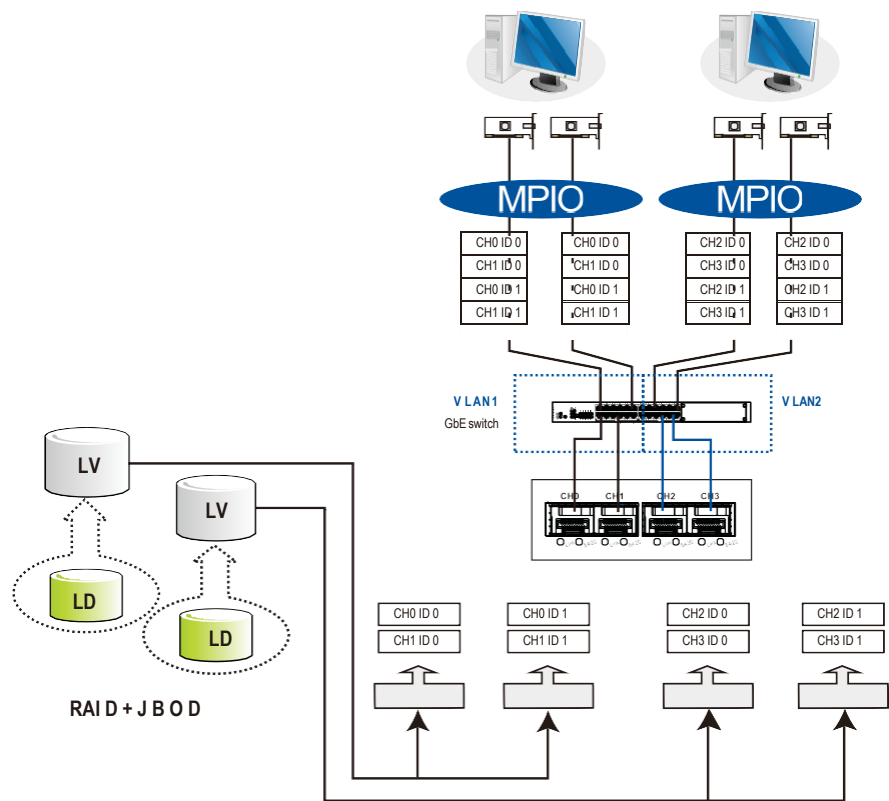 MPIO MPIO
CH0 ID 0 CH0 ID 0 CH2 ID 0 CH2 ID 0
CH1 ID 0 CH1 ID 0 CH3 ID 0 CH3 ID 0
CH0 ID 1 CH0 ID 1 CH2 ID 1 CH2 ID 1
CH1 ID 1 CH1 ID 1 CH3 ID 1 CH3 ID 1
VLAN1 VLAN2
GbE switch
LV
LV
CH0 CH1 CH2 CH3
LD
LD
CH0 ID 0 CH0 ID 1 CH2 ID 0 CH2 ID 1
CH1 ID 0 CH1 ID 1 CH3 ID 0 CH3 ID 1
RAID + JBOD